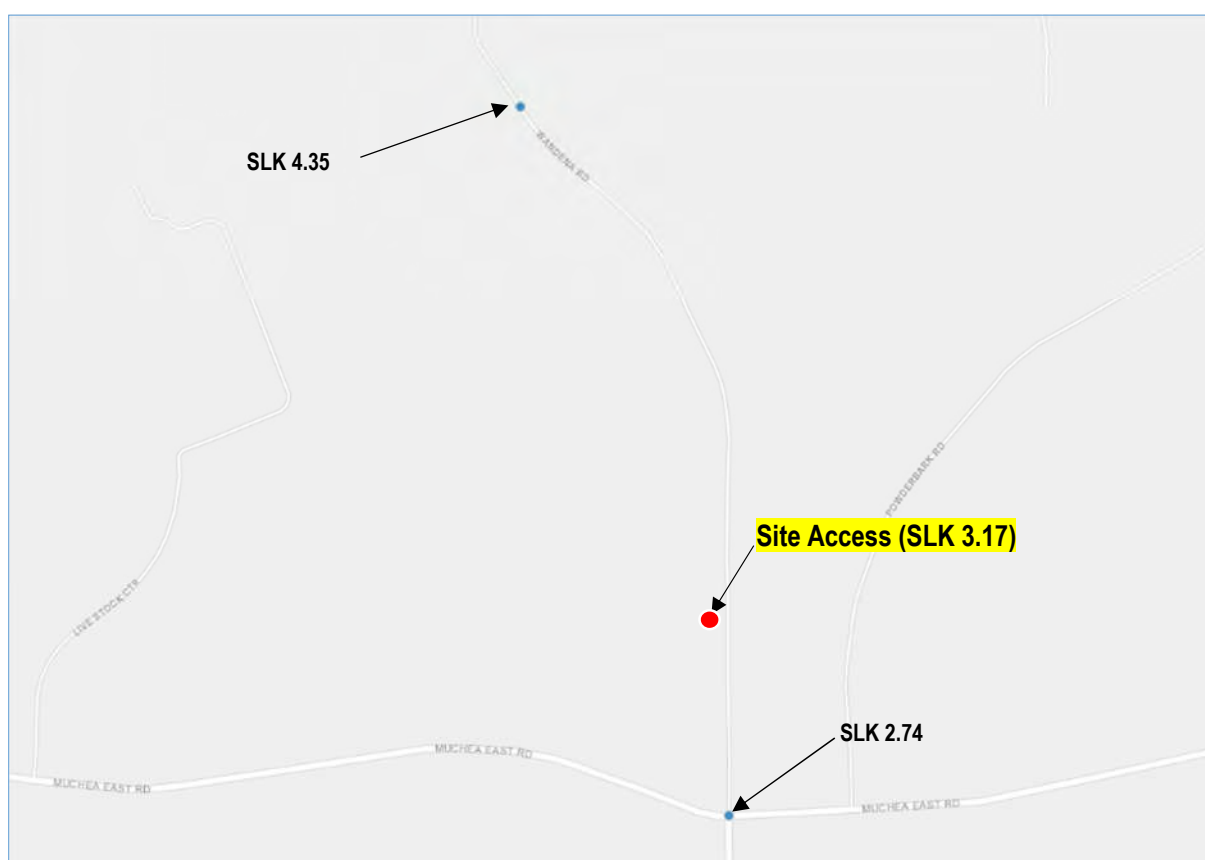 SLK 4.35
WANDENA RD
POWDERBARK RD
Site Access (SLK 3.17)
LIVE STOCK CTR
SLK 2.74
MUCHEA EAST RD
MUCHEA EAST RD
MUCHEA EAST RD